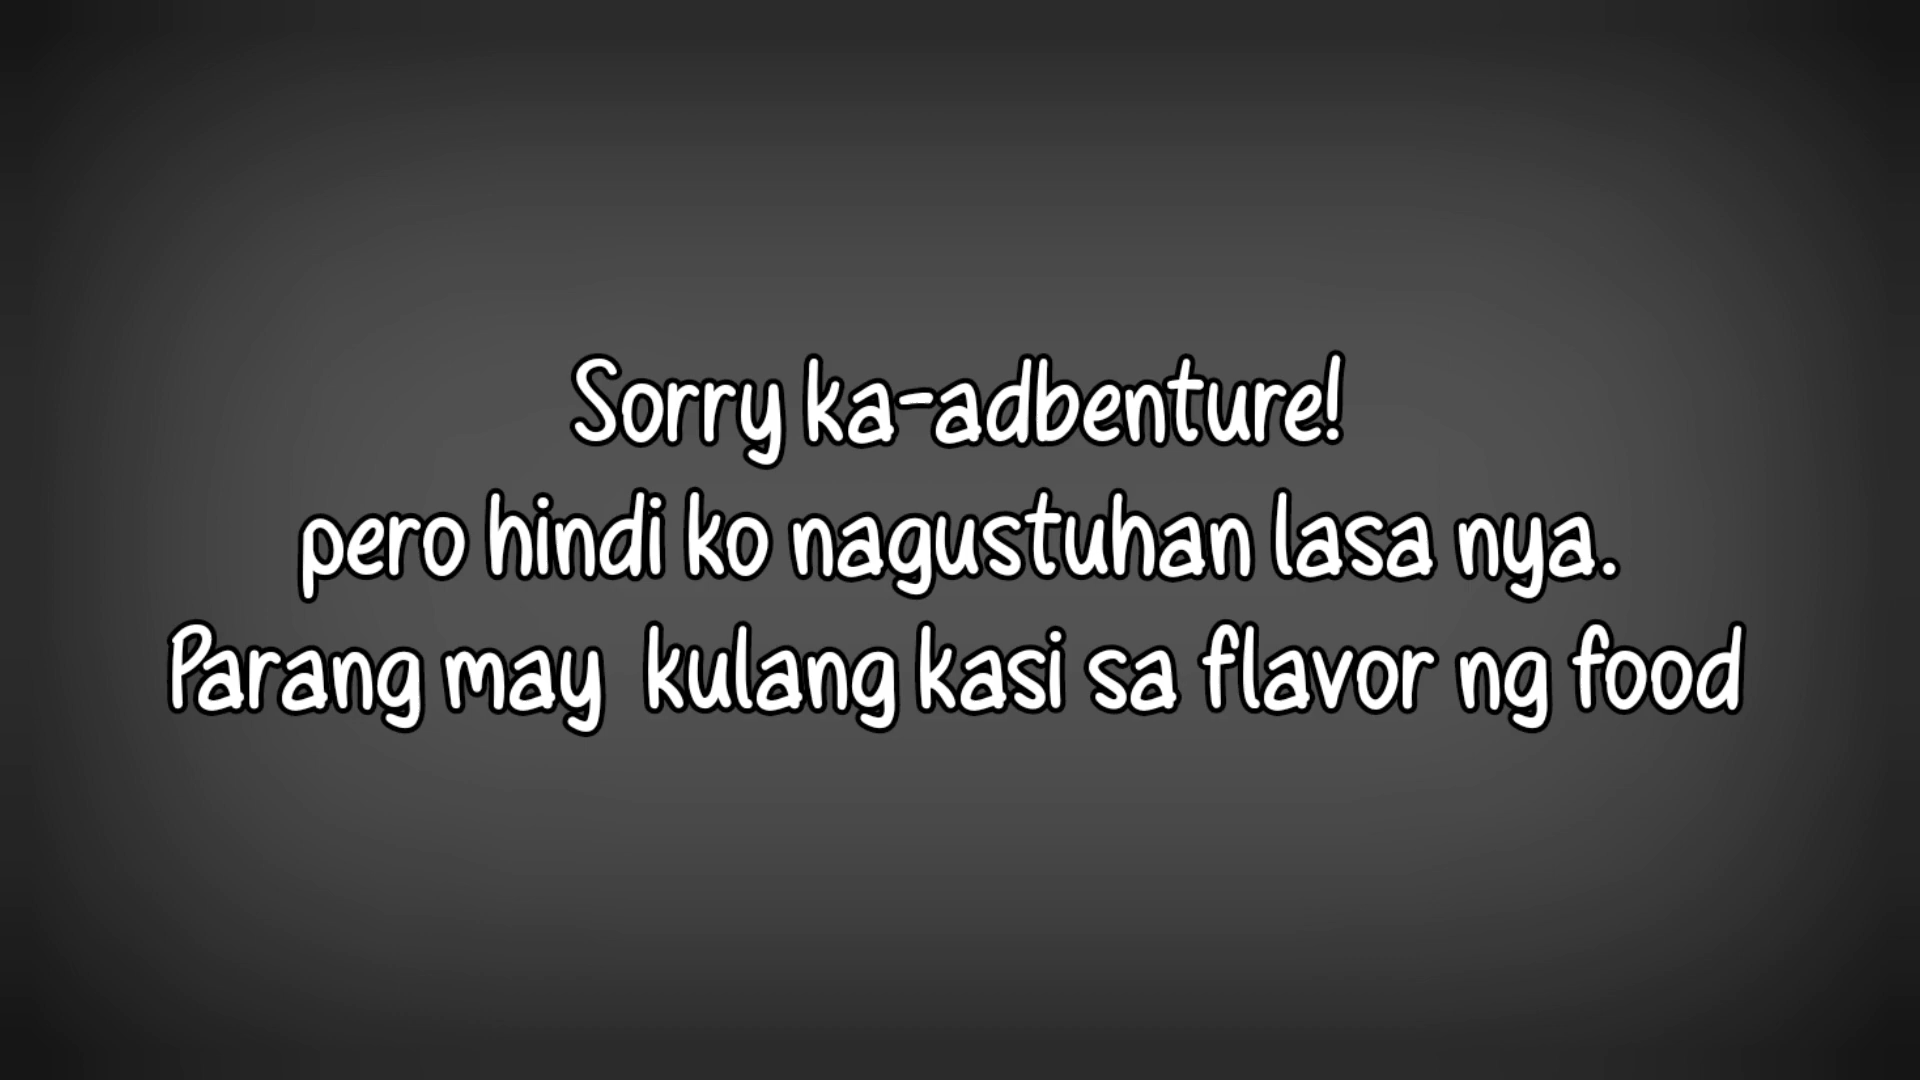 Sorry ka-adbenture!
pero hindi ko nagustuhan lasa nya.
Parang may kulang kasi sa flavor ng food